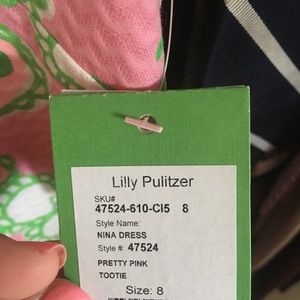 Lilly Pulitzer
SKU#
47524-610-CI5 8
Style Name:
NINA DRESS
Style #: 47524
PRETTY PINK
TOOTIE
Size: 8